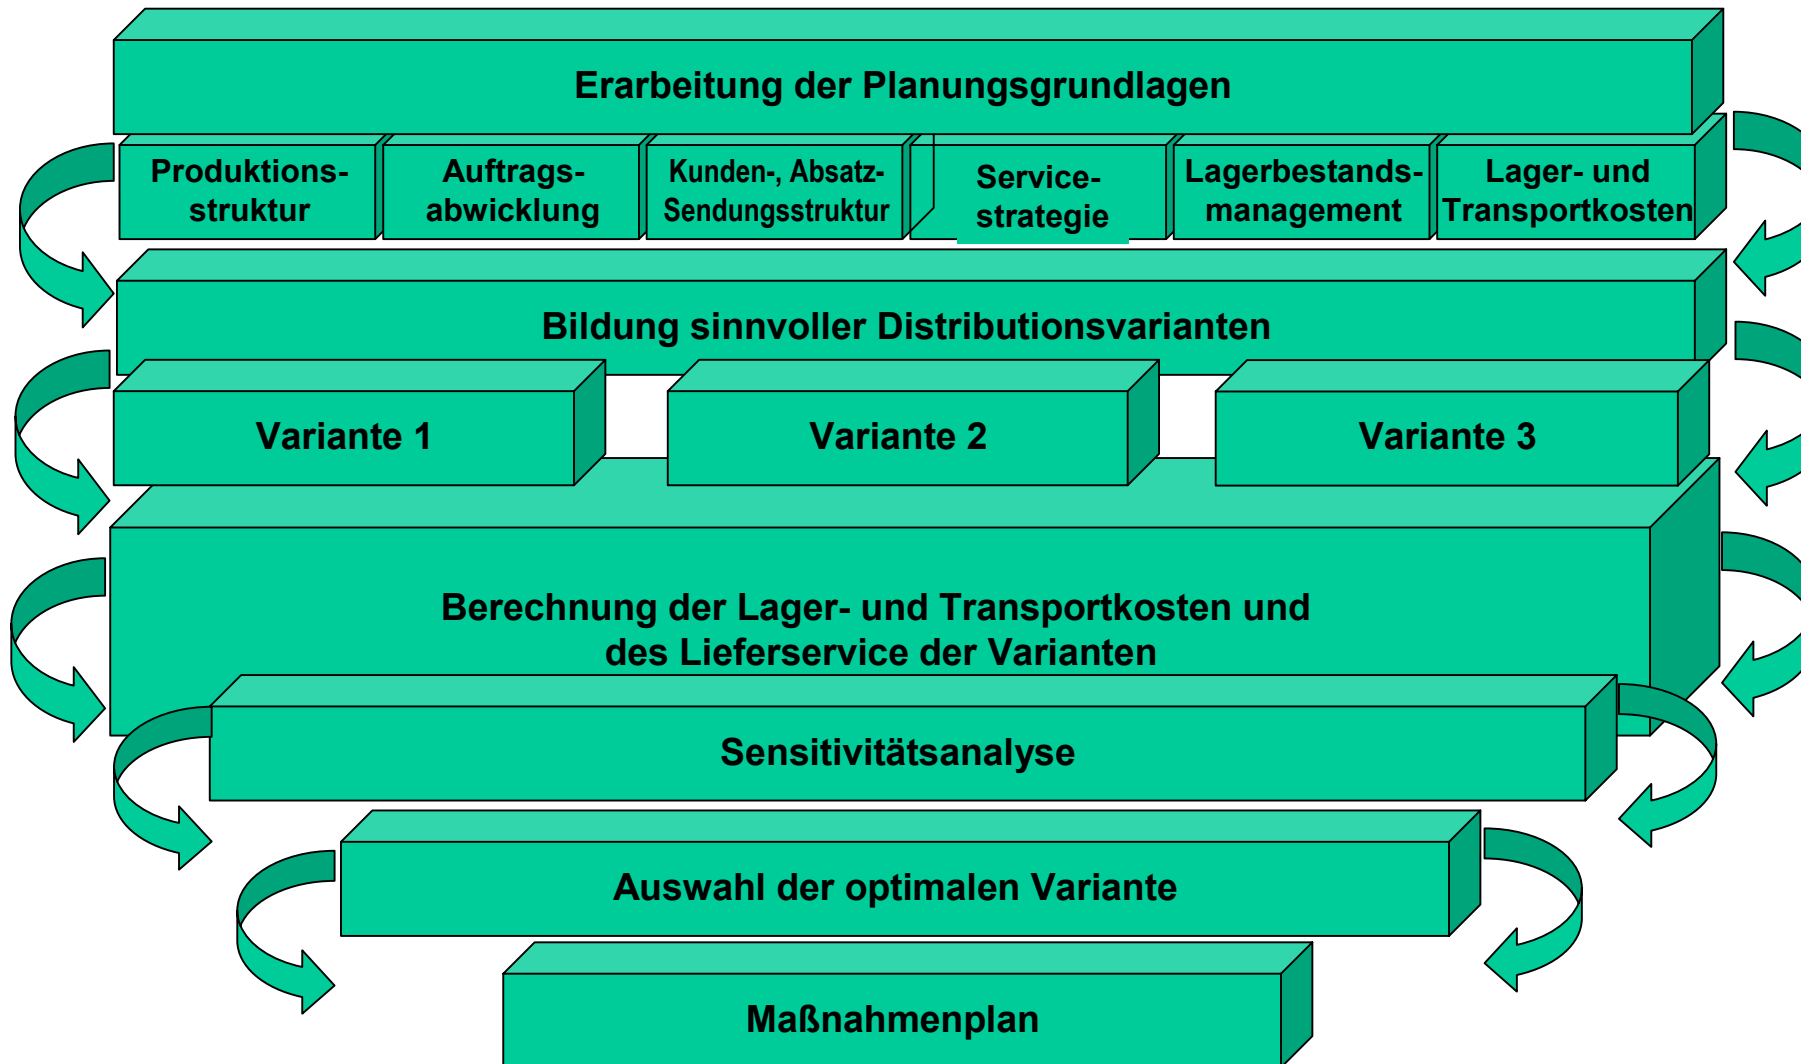 Erarbeitung der Planungsgrundlagen
Produktions-
struktur
Auftrags-
abwicklung
Kunden-, Absatz-
Sendungsstruktur
Service-
strategie
Lagerbestands-
management
Lager- und
Transportkosten
Bildung sinnvoller Distributionsvarianten
Variante 1
Variante 2
Variante 3
Berechnung der Lager- und Transportkosten und
des Lieferservice der Varianten
Sensitivitätsanalyse
Auswahl der optimalen Variante
Maßnahmenplan